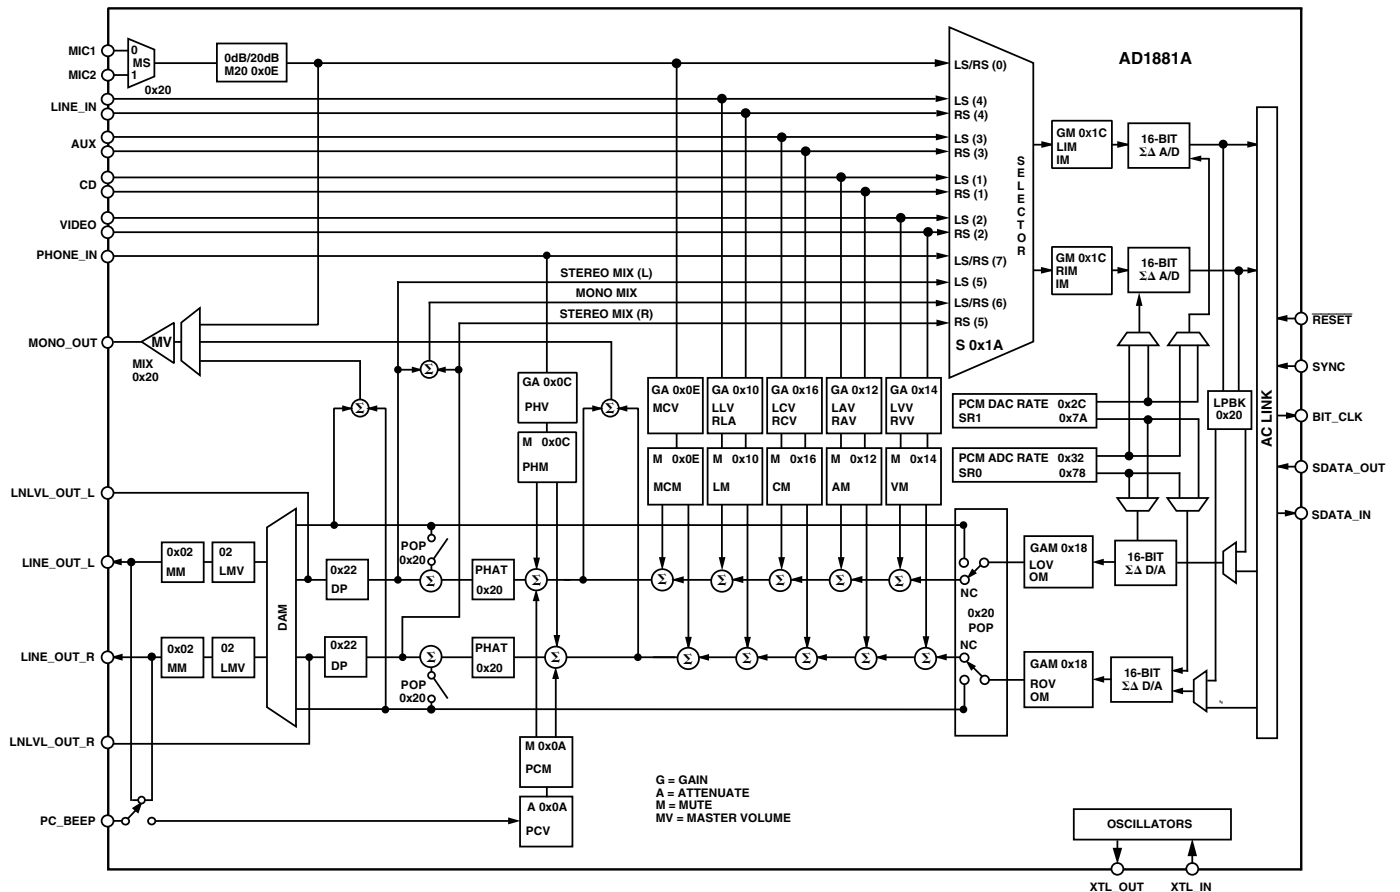 AD1881A
MIC1
MIC2
0
MS
1
0x20
0dB/20dB
M20 0x0E
LINE_IN
AUX
CD
VIDEO
PHONE_IN
STEREO MIX (L)
MONO MIX
STEREO MIX (R)
LS/RS (0)
LS (4)
RS (4)
LS (3)
RS (3)
LS (1)
RS (1)
LS (2)
RS (2)
LS/RS (7)
LS (5)
LS/RS (6)
RS (5)
SELECTOR
S 0x1A
GM 0x1C
LIM
IM
16-BIT
ΣΔ A/D
GM 0x1C
RIM
IM
16-BIT
ΣΔ A/D
MONO_OUT
MV
MIX
0x20
Σ
Σ
Σ
GA 0x0C
PHV
M 0x0C
PHM
GA 0x0E
MCV
GA 0x10
LLV
RLA
GA 0x16
LCV
RCV
GA 0x12
LAV
RAV
GA 0x14
LVV
RVV
M 0x0E
MCM
M 0x10
LM
M 0x16
CM
M 0x12
AM
M 0x14
VM
PCM DAC RATE 0x2C
SR1 0x7A
PCM ADC RATE 0x32
SR0 0x78
LPBK
0x20
AC LINK
RESET
SYNC
BIT_CLK
SDATA_OUT
SDATA_IN
LNLVL_OUT_L
LINE_OUT_L
0x02
MM
02
LMV
DAM
0x22
DP
POP
0x20
Σ
PHAT
0x20
Σ
Σ
Σ
Σ
Σ
Σ
NC
0x20
POP
GAM 0x18
LOV
OM
16-BIT
ΣΔ D/A
LINE_OUT_R
0x02
MM
02
LMV
0x22
DP
POP
0x20
Σ
PHAT
0x20
Σ
Σ
Σ
Σ
Σ
Σ
NC
GAM 0x18
ROV
OM
16-BIT
ΣΔ D/A
LNLVL_OUT_R
M 0x0A
PCM
A 0x0A
PCV
PC_BEEP
G = GAIN
A = ATTENUATE
M = MUTE
MV = MASTER VOLUME
OSCILLATORS
XTL_OUT
XTL_IN